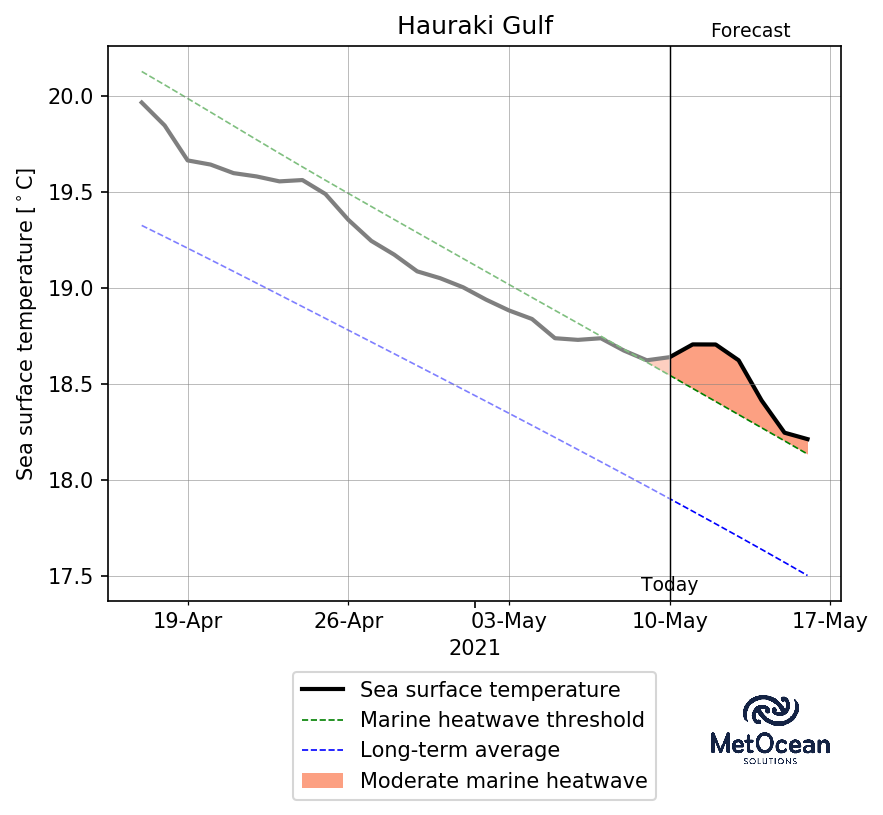 Hauraki Gulf
Forecast
Sea surface temperature [°C]
20.0
19.5
19.0
18.5
18.0
17.5
Today
19-Apr 26-Apr 03-May 10-May 17-May
2021
Sea surface temperature
Marine heatwave threshold
Long-term average
Moderate marine heatwave
MetOcean
SOLUTIONS